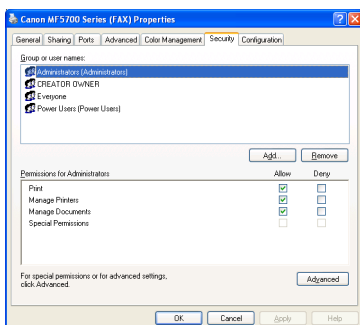 Canon MF5700 Series (FAX) Properties
General Sharing Ports Advanced Color Management Security Configuration
Group or user names:
Administrators (Administrators)
CREATOR OWNER
Everyone
Power Users (Power Users)
Add... Remove
Permissions for Administrators Allow Deny
Print
Manage Printers
Manage Documents
Special Permissions
For special permissions or for advanced settings,
click Advanced.
Advanced
OK Cancel Apply Help